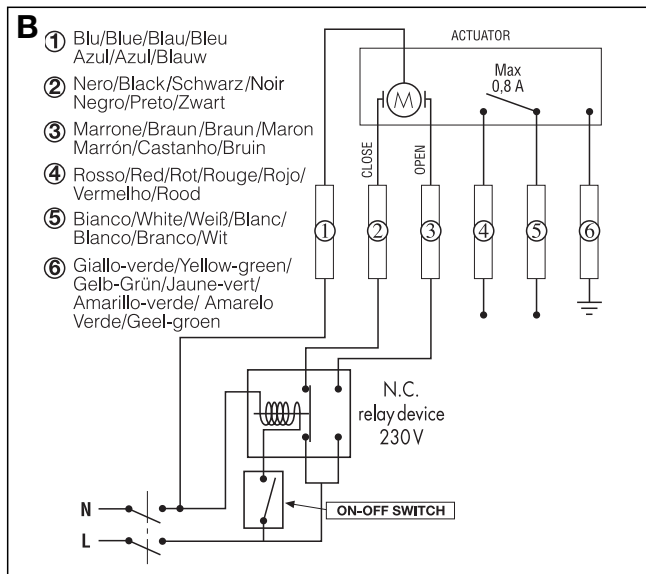 B
① Blu/Blue/Blau/Bleu
Azul/Azul/Blauw
② Nero/Black/Schwarz/Noir
Negro/Preto/Zwart
③ Marrone/Braun/Braun/Maron
Marrón/Castanho/Bruin
④ Rosso/Red/Rot/Rouge/Rojo/
Vermelho/Rood
⑤ Bianco/White/Weiß/Blanc/
Blanco/Branco/Wit
⑥ Giallo-verde/Yellow-green/
Gelb-Grün/Jaune-vert/
Amarillo-verde/ Amarelo
Verde/Geel-groen
ACTUATOR
Max
0,8 A
M
CLOSE
OPEN
① ② ③ ④ ⑤ ⑥
N.C.
relay device
230 V
ON-OFF SWITCH
N
L